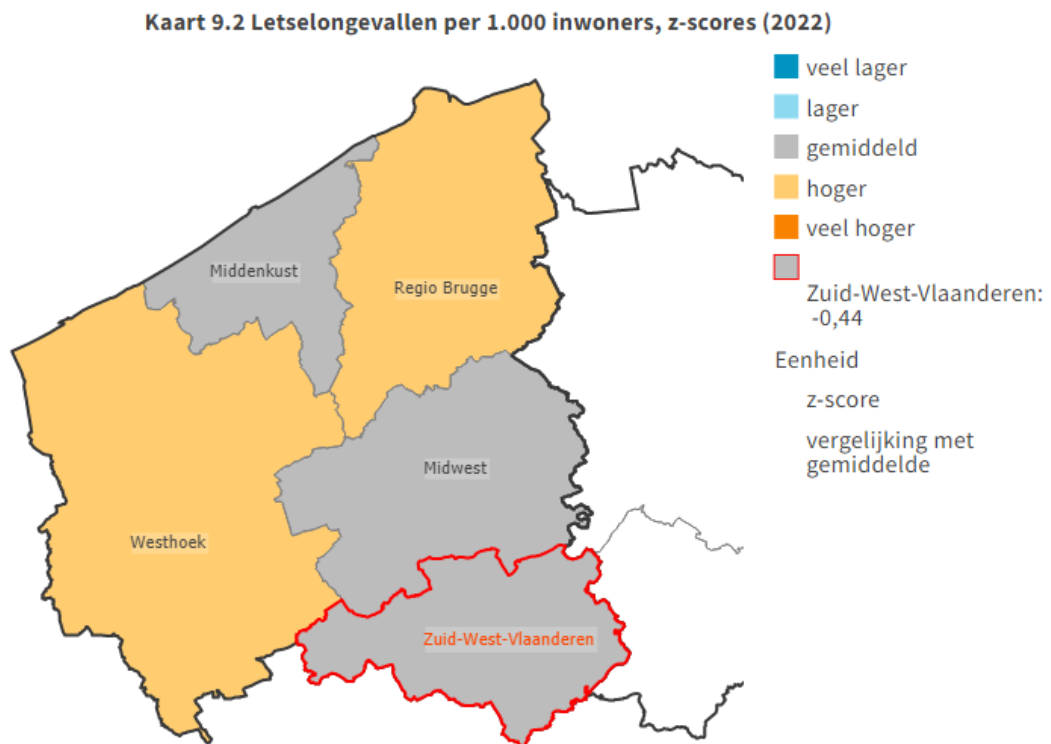 Kaart 9.2 Letselongevallen per 1.000 inwoners, z-scores (2022)
veel lager
lager
gemiddeld
hoger
veel hoger
Zuid-West-Vlaanderen:
-0,44
Eenheid
z-score
vergelijking met
gemiddelde
Middenkust
Regio Brugge
Midwest
Westhoek
Zuid-West-Vlaanderen